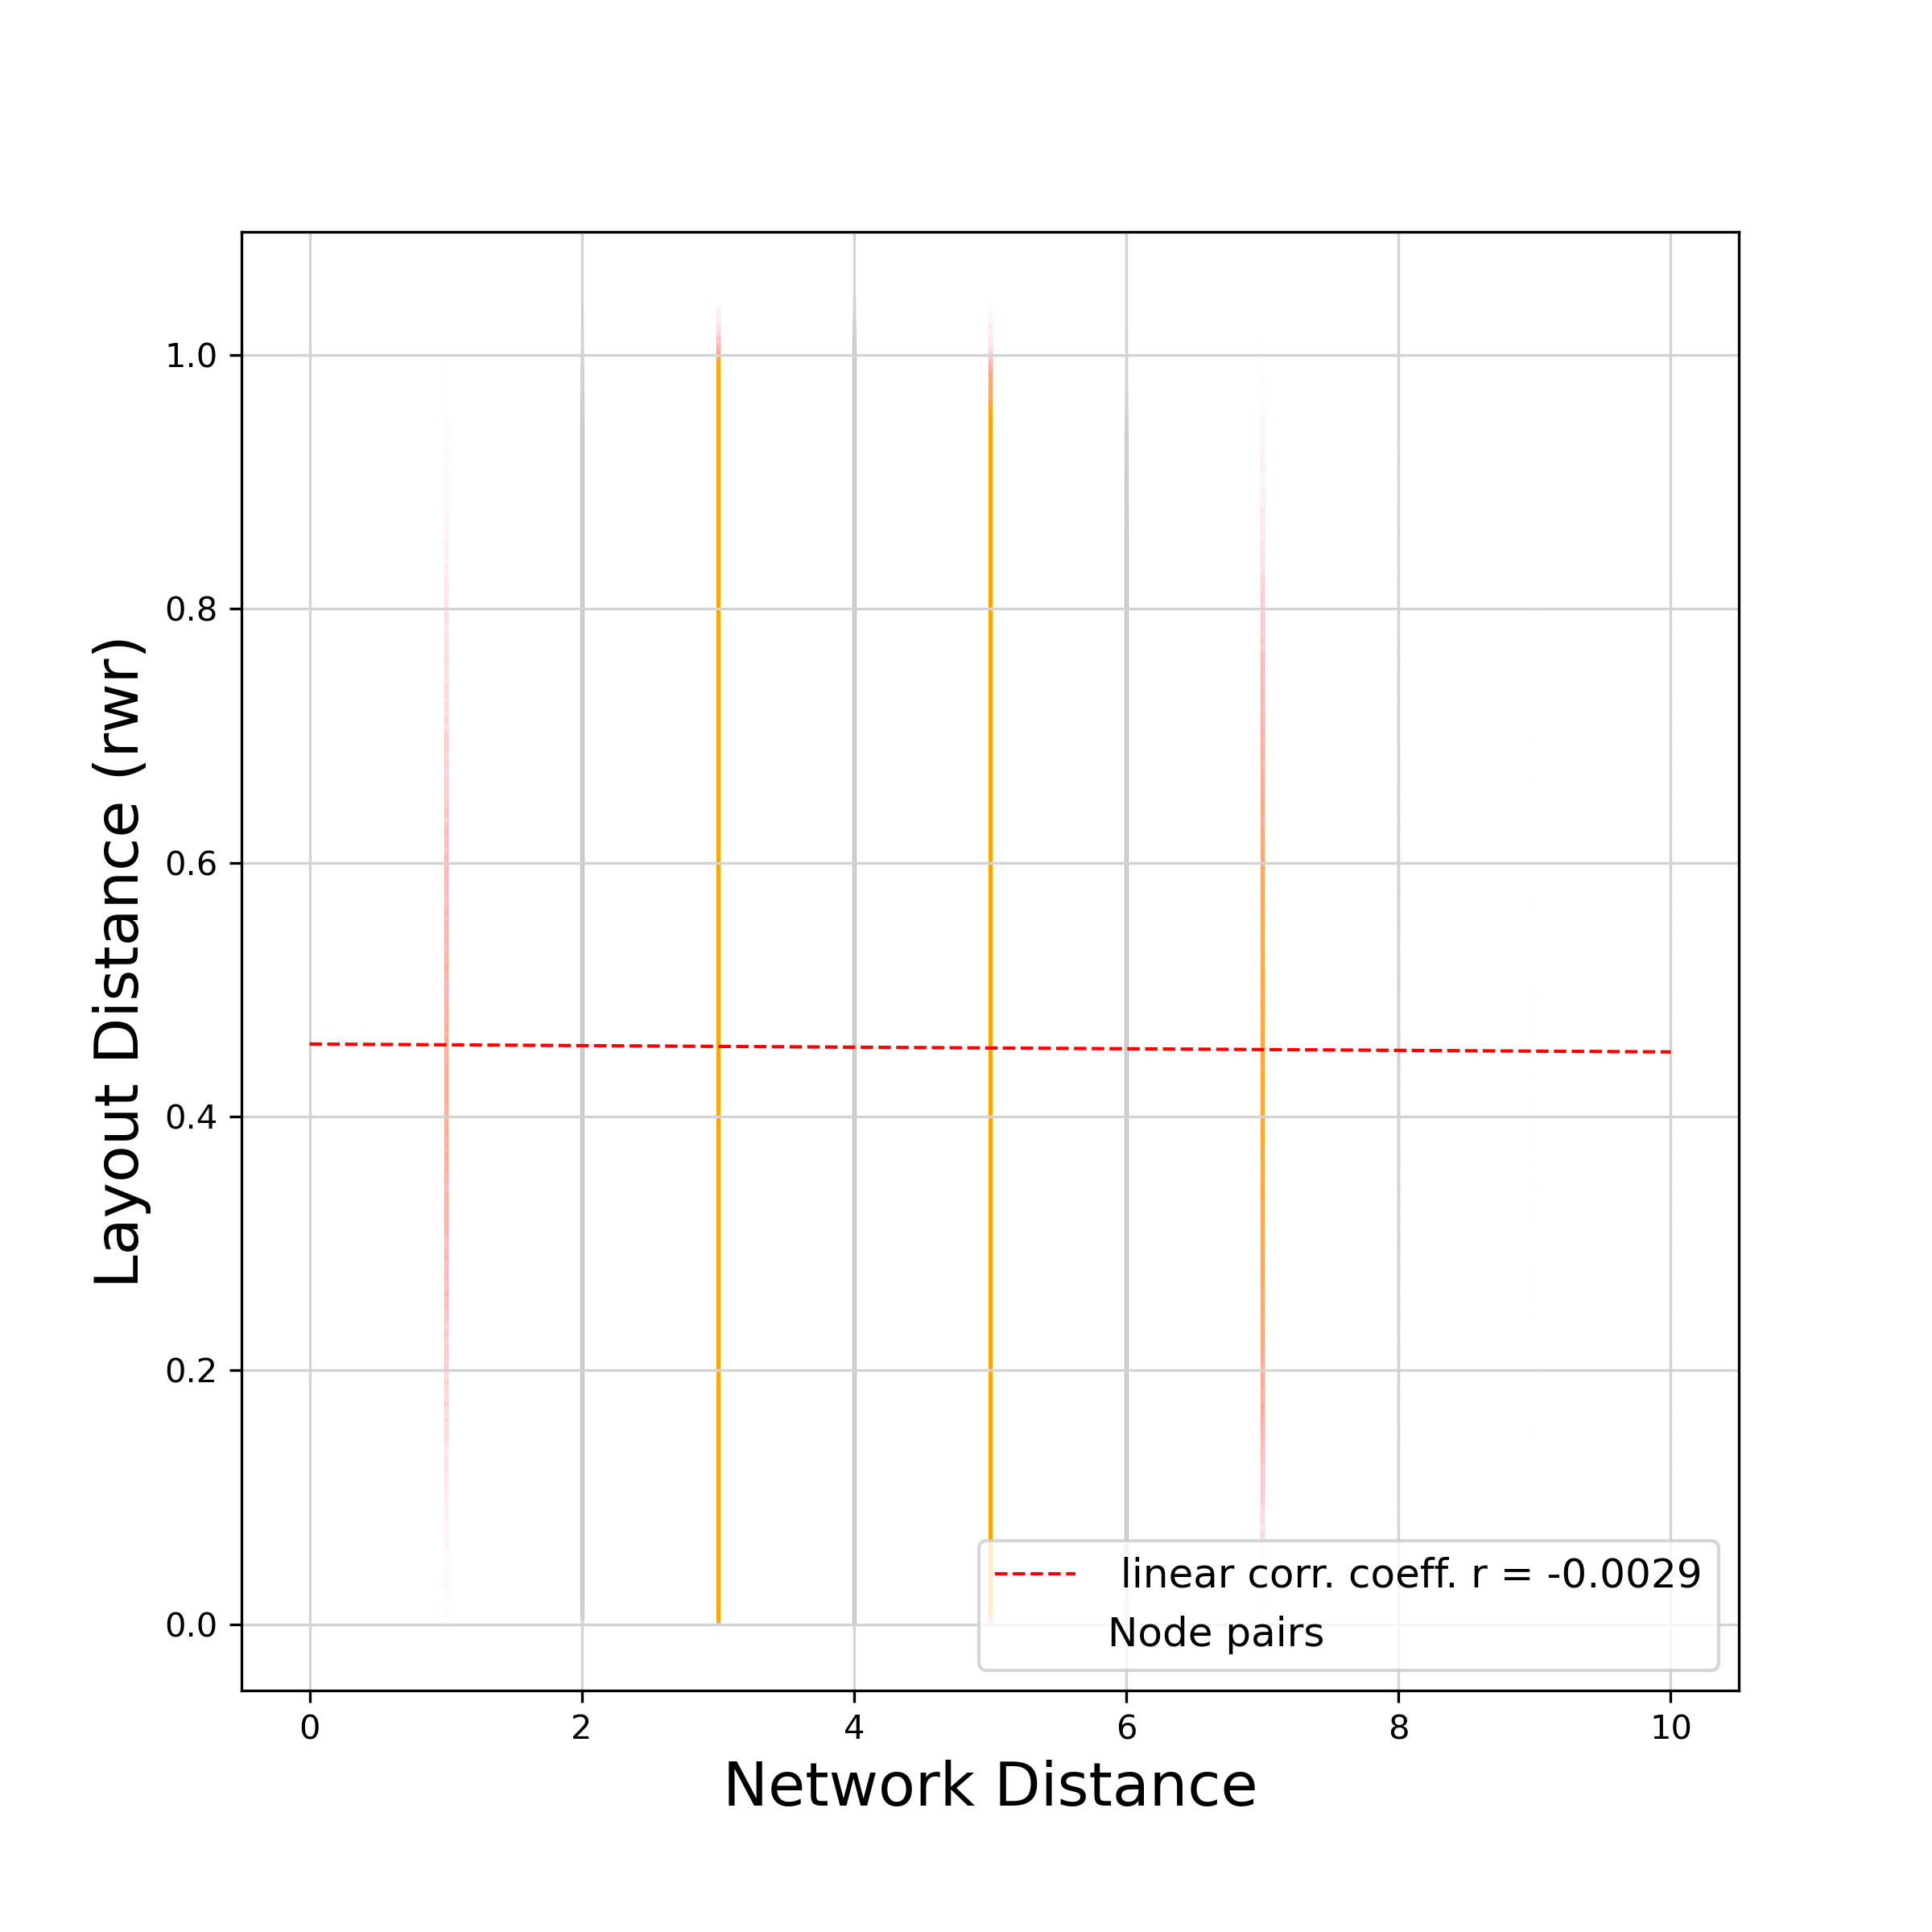 1.0
0.8
0.6
0.4
0.2
0.0
Layout Distance (rwr)
linear corr. coeff. r = -0.0029
Node pairs
0 2 4 6 8 10
Network Distance